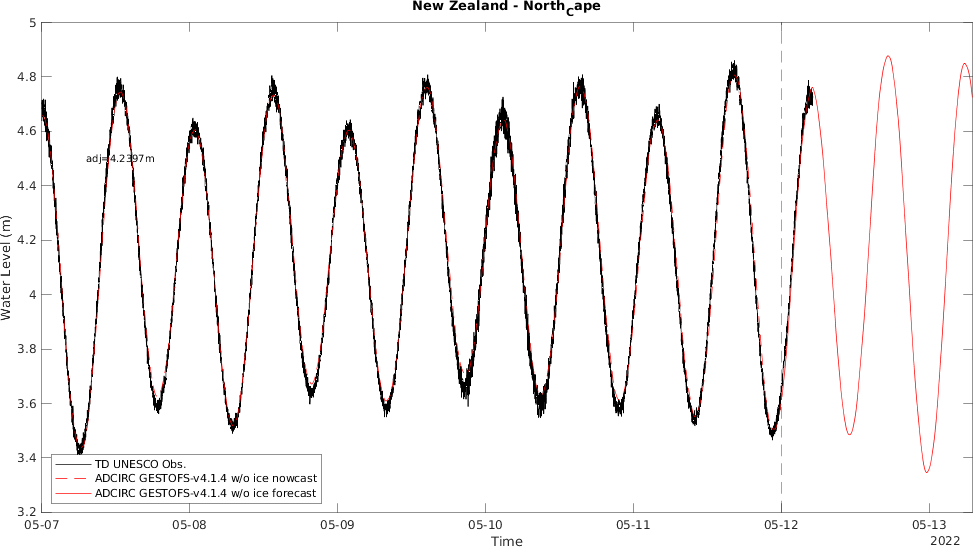 New Zealand - NorthCape
5
4.8
4.6
4.4
4.2
4
3.8
3.6
3.4
3.2
Water Level (m)
adj=4.2397m
TD UNESCO Obs.
ADCIRC GESTOFS-v4.1.4 w/o ice nowcast
ADCIRC GESTOFS-v4.1.4 w/o ice forecast
05-07 05-08 05-09 05-10 05-11 05-12 05-13
Time
2022